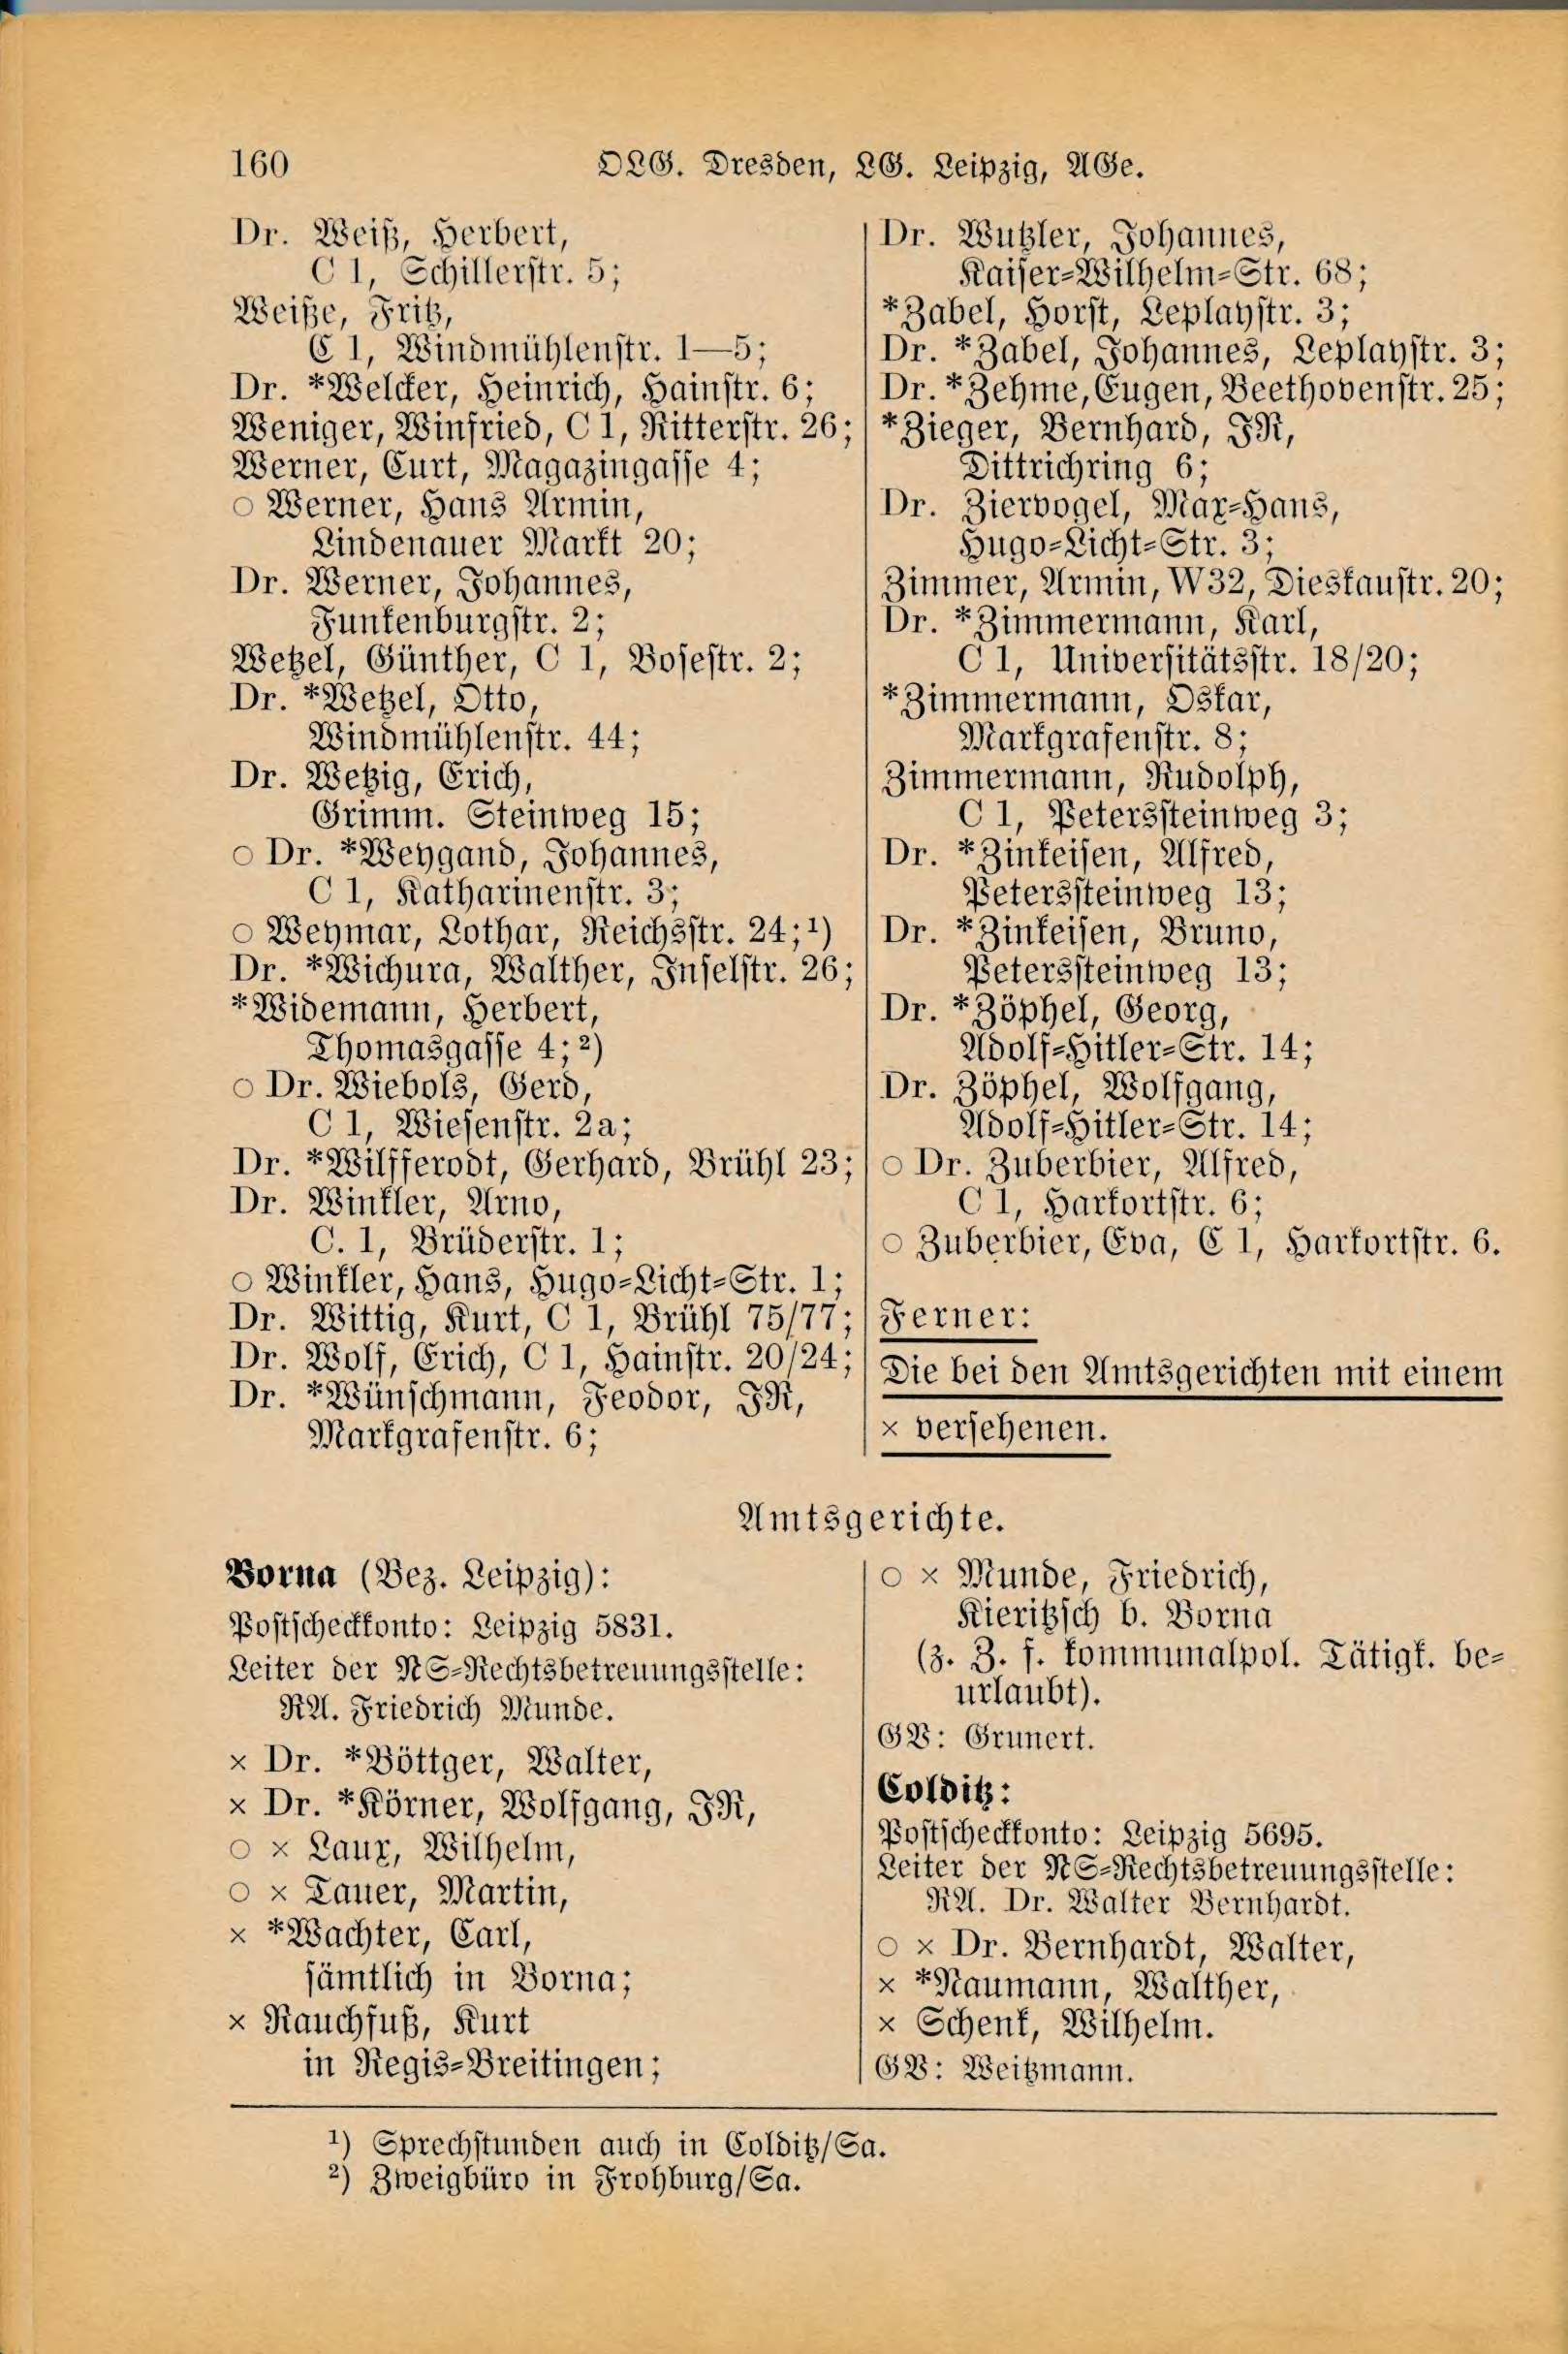 160
OLG. Dresden, LG. Leipzig, AGe.
Dr. Weiß, Herbert,
C 1, Schillerstr. 5;
Weiße, Fritz,
C 1, Windmühlenstr. 1—5;
Dr. *Welcker, Heinrich, Hainstr. 6;
Weniger, Winfried, C 1, Ritterstr. 26;
Werner, Curt, Magazingasse 4;
○ Werner, Hans Armin,
Lindenauer Markt 20;
Dr. Werner, Johannes,
Funkenburgstr. 2;
Wetzel, Günther, C 1, Bosestr. 2;
Dr. *Wetzel, Otto,
Windmühlenstr. 44;
Dr. Wetzig, Erich,
Grimm. Steinweg 15;
○ Dr. *Weygand, Johannes,
C 1, Katharinenstr. 3;
○ Weymar, Lothar, Reichsstr. 24;¹)
Dr. *Wichura, Walther, Inselstr. 26;
*Widemann, Herbert,
Thomasgasse 4;²)
○ Dr. Wiebols, Gerd,
C 1, Wiesenstr. 2a;
Dr. *Wilfferodt, Gerhard, Brühl 23;
Dr. Winkler, Arno,
C. 1, Brüderstr. 1;
○ Winkler, Hans, Hugo-Licht-Str. 1;
Dr. Wittig, Kurt, C 1, Brühl 75/77;
Dr. Wolf, Erich, C 1, Hainstr. 20/24;
Dr. *Wünschmann, Feodor, JR,
Markgrafenstr. 6;
Dr. Wutzler, Johannes,
Kaiser-Wilhelm-Str. 68;
*Zabel, Horst, Leplaystr. 3;
Dr. *Zabel, Johannes, Leplaystr. 3;
Dr. *Zehme, Eugen, Beethovenstr. 25;
*Zieger, Bernhard, JR,
Dittrichring 6;
Dr. Ziervogel, Max-Hans,
Hugo-Licht-Str. 3;
Zimmer, Armin, W32, Dieskaustr. 20;
Dr. *Zimmermann, Karl,
C 1, Universitätsstr. 18/20;
*Zimmermann, Oskar,
Markgrafenstr. 8;
Zimmermann, Rudolph,
C 1, Peterssteinweg 3;
Dr. *Zinkeisen, Alfred,
Peterssteinweg 13;
Dr. *Zinkeisen, Bruno,
Peterssteinweg 13;
Dr. *Zöphel, Georg,
Adolf-Hitler-Str. 14;
Dr. Zöphel, Wolfgang,
Adolf-Hitler-Str. 14;
○ Dr. Zuberbier, Alfred,
C 1, Harkortstr. 6;
○ Zuberbier, Eva, C 1, Harkortstr. 6.
Ferner:
Die bei den Amtsgerichten mit einem
× versehenen.
Amtsgerichte.
Borna (Bez. Leipzig):
Postscheckkonto: Leipzig 5831.
Leiter der NS-Rechtsbetreuungsstelle:
RA. Friedrich Munde.
× Dr. *Böttger, Walter,
× Dr. *Körner, Wolfgang, JR,
○ × Laux, Wilhelm,
○ × Tauer, Martin,
× *Wachter, Carl,
sämtlich in Borna;
× Rauchfuß, Kurt
in Regis-Breitingen;
○ × Munde, Friedrich,
Kieritzsch b. Borna
(z. Z. f. kommunalpol. Tätigk. be-
urlaubt).
GV: Grunert.
Colditz:
Postscheckkonto: Leipzig 5695.
Leiter der NS-Rechtsbetreuungsstelle:
RA. Dr. Walter Bernhardt.
○ × Dr. Bernhardt, Walter,
× *Naumann, Walther,
× Schenk, Wilhelm.
GV: Weitzmann.
¹) Sprechstunden auch in Colditz/Sa.
²) Zweigbüro in Frohburg/Sa.